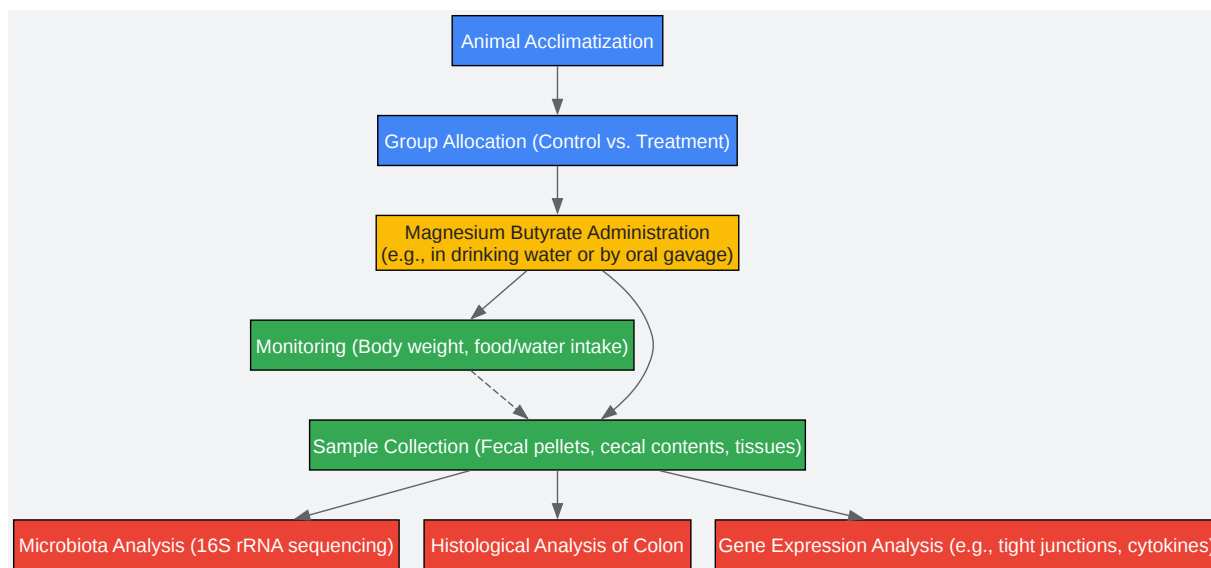 Animal Acclimatization
Group Allocation (Control vs. Treatment)
Magnesium Butyrate Administration
(e.g., in drinking water or by oral gavage)
Monitoring (Body weight, food/water intake)
Sample Collection (Fecal pellets, cecal contents, tissues)
Microbiota Analysis (16S rRNA sequencing)
Histological Analysis of Colon
Gene Expression Analysis (e.g., tight junctions, cytokines)